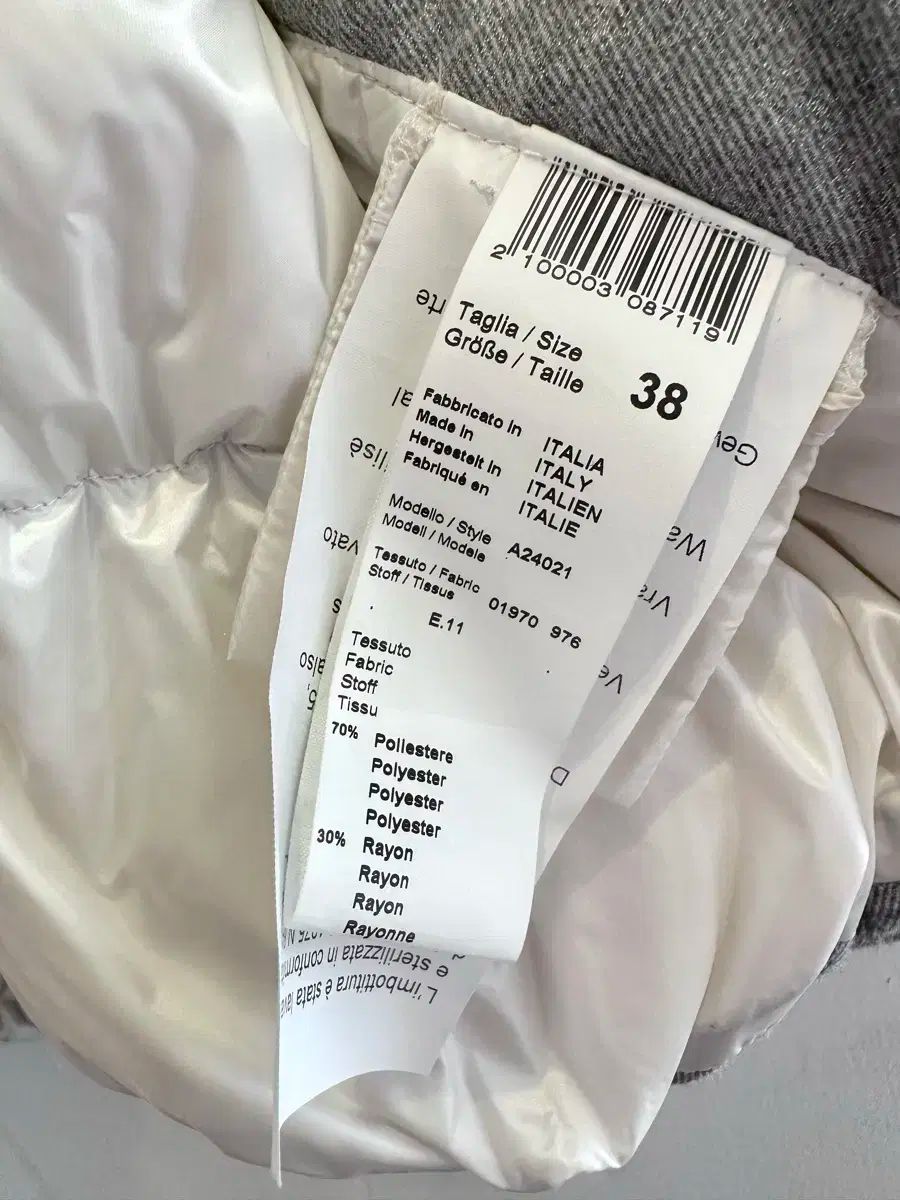 2 100003 087119
Taglia / Size
Größe / Taille
38
Fabbricato in ITALIA
Made in ITALY
Hergestellt in ITALIEN
Fabriqué en ITALIE
Modello / Style
Modell / Modele
A24021
Tessuto / Fabric
Stoff / Tissus
01970 976
E.11
Tessuto
Fabric
Stoff
Tissu
70% Poliestere
Polyester
Polyester
Polyester
30% Rayon
Rayon
Rayon
Rayonne
L'imbottitura è stata
e sterilizzata in